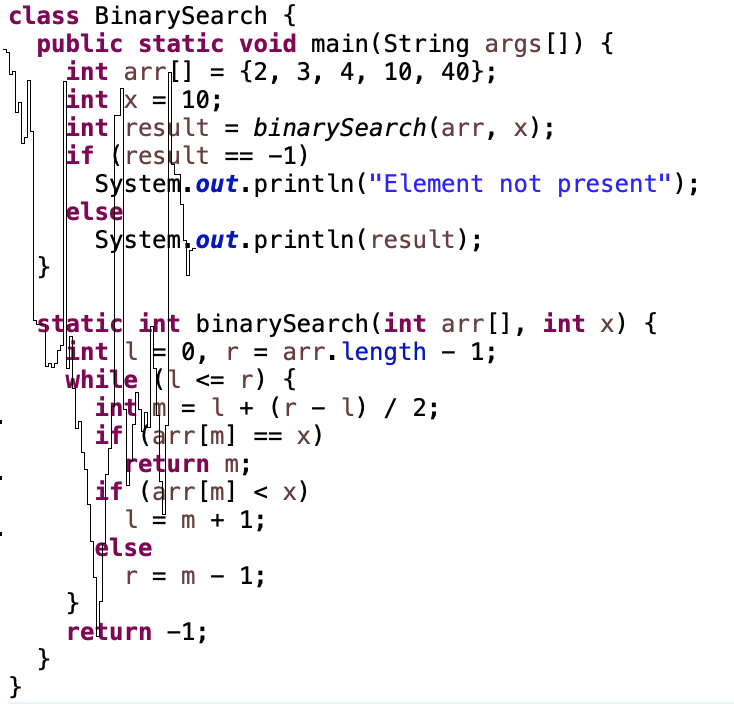 class BinarySearch {
  public static void main(String args[]) {
    int arr[] = {2, 3, 4, 10, 40};
    int x = 10;
    int result = binarySearch(arr, x);
    if (result == -1)
      System.out.println("Element not present");
    else
      System.out.println(result);
  }

  static int binarySearch(int arr[], int x) {
    int l = 0, r = arr.length - 1;
    while (l <= r) {
      int m = l + (r - l) / 2;
      if (arr[m] == x)
        return m;
      if (arr[m] < x)
        l = m + 1;
      else
        r = m - 1;
    }
    return -1;
  }
}